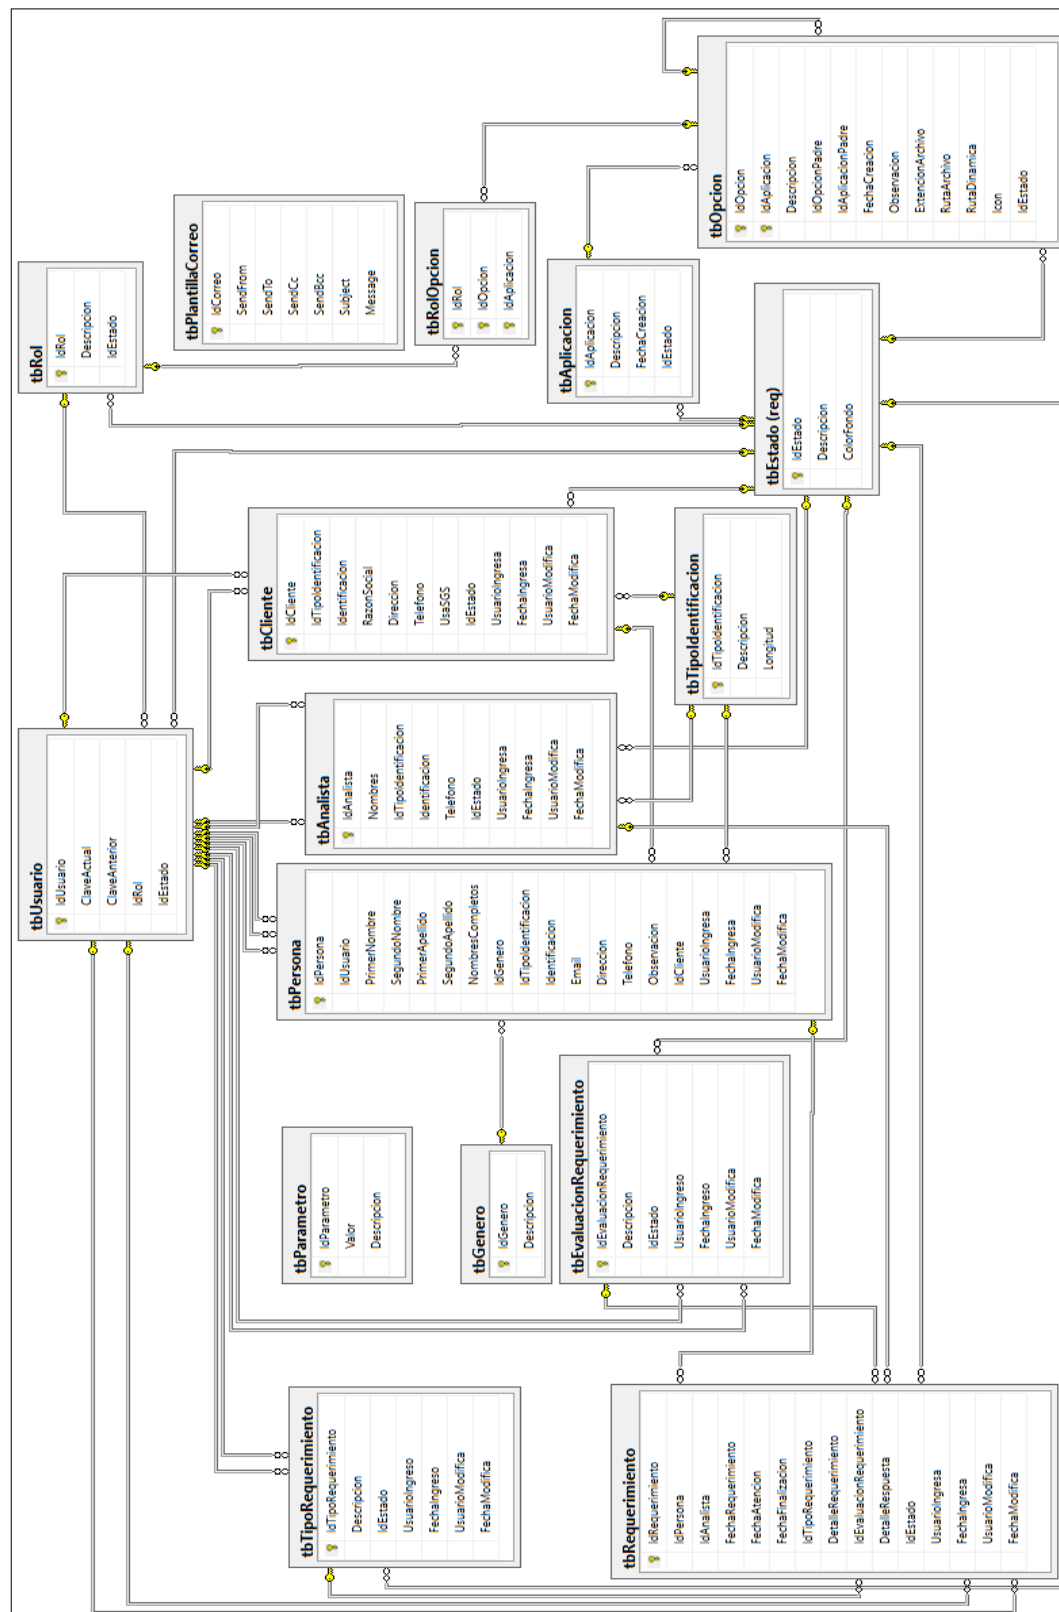 tbUsuario
IdUsuario
ClaveActual
ClaveAnterior
IdRol
IdEstado
tbRol
IdRol
Descripcion
IdEstado
tbPlantillaCorreo
IdCorreo
SendFrom
SendTo
SendCc
SendBcc
Subject
Message
tbTipoRequerimiento
IdTipoRequerimiento
Descripcion
IdEstado
UsuarioIngreso
FechaIngreso
UsuarioModifica
FechaModifica
tbParametro
IdParametro
Valor
Descripcion
tbPersona
IdPersona
IdUsuario
PrimerNombre
SegundoNombre
PrimerApellido
SegundoApellido
NombresCompletos
IdGenero
IdTipoIdentificacion
Identificacion
Email
Direccion
Telefono
Observacion
IdCliente
UsuarioIngresa
FechaIngresa
UsuarioModifica
FechaModifica
tbAnalista
IdAnalista
Nombres
IdTipoIdentificacion
Identificacion
Telefono
IdEstado
UsuarioIngresa
FechaIngresa
UsuarioModifica
FechaModifica
tbCliente
IdCliente
IdTipoIdentificacion
Identificacion
RazonSocial
Direccion
Telefono
UsaSGS
IdEstado
UsuarioIngresa
FechaIngresa
UsuarioModifica
FechaModifica
tbRolOpcion
IdRol
IdOpcion
IdAplicacion
tbGenero
IdGenero
Descripcion
tbAplicacion
IdAplicacion
Descripcion
FechaCreacion
IdEstado
tbEvaluacionRequerimiento
IdEvaluacionRequerimiento
Descripcion
IdEstado
UsuarioIngreso
FechaIngreso
UsuarioModifica
FechaModifica
tbRequerimiento
IdRequerimiento
IdPersona
IdAnalista
FechaRequerimiento
FechaAtencion
FechaFinalizacion
IdTipoRequerimiento
DetalleRequerimiento
IdEvaluacionRequerimiento
DetalleRespuesta
IdEstado
UsuarioIngresa
FechaIngresa
UsuarioModifica
FechaModifica
tbTipoIdentificacion
IdTipoIdentificacion
Descripcion
Longitud
tbEstado (req)
IdEstado
Descripcion
ColorFondo
tbOpcion
IdOpcion
IdAplicacion
Descripcion
IdOpcionPadre
IdAplicacionPadre
FechaCreacion
Observacion
ExtencionArchivo
RutaArchivo
RutaDinamica
Icon
IdEstado